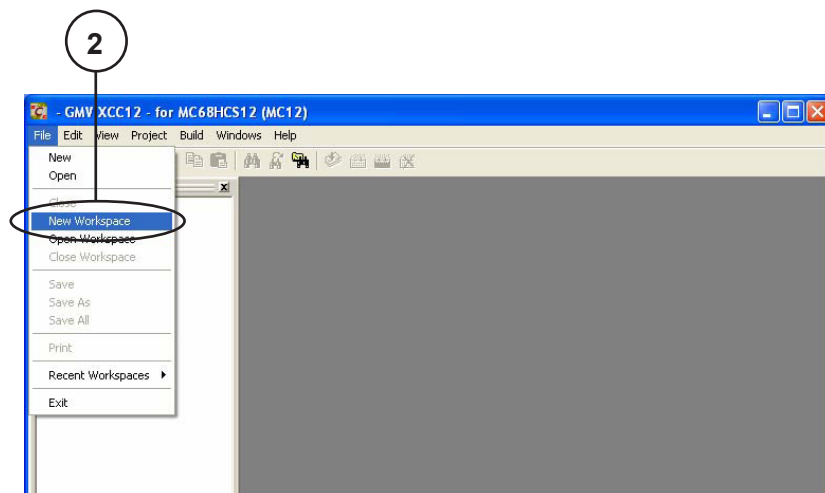 2
- GMV XCC12 - for MC68HCS12 (MC12)
File Edit View Project Build Windows Help
New
Open
Close
New Workspace
Open Workspace
Close Workspace
Save
Save As
Save All
Print
Recent Workspaces
Exit